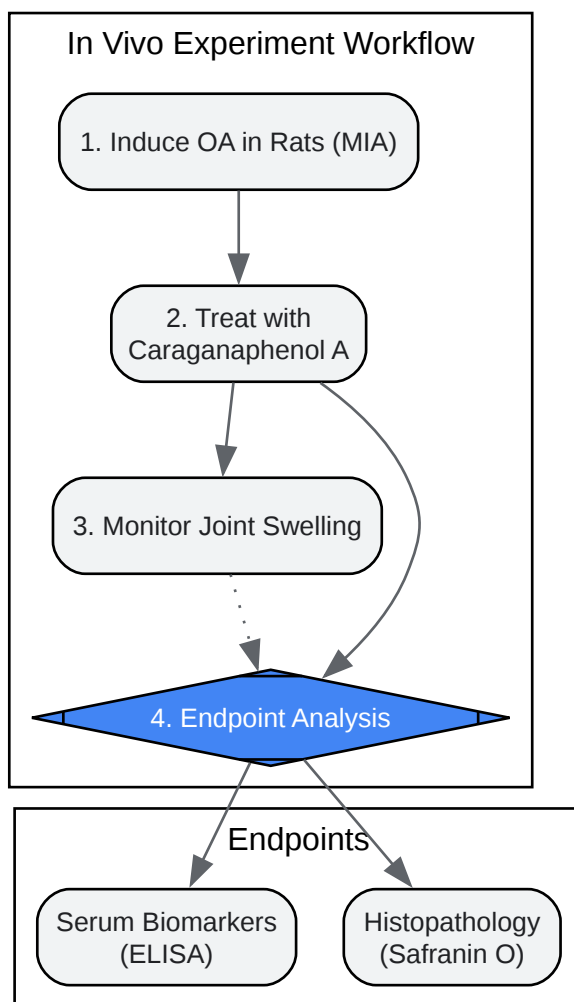 In Vivo Experiment Workflow
1. Induce OA in Rats (MIA)
2. Treat with
Caraganaphenol A
3. Monitor Joint Swelling
4. Endpoint Analysis
Endpoints
Serum Biomarkers
(ELISA)
Histopathology
(Safranin O)